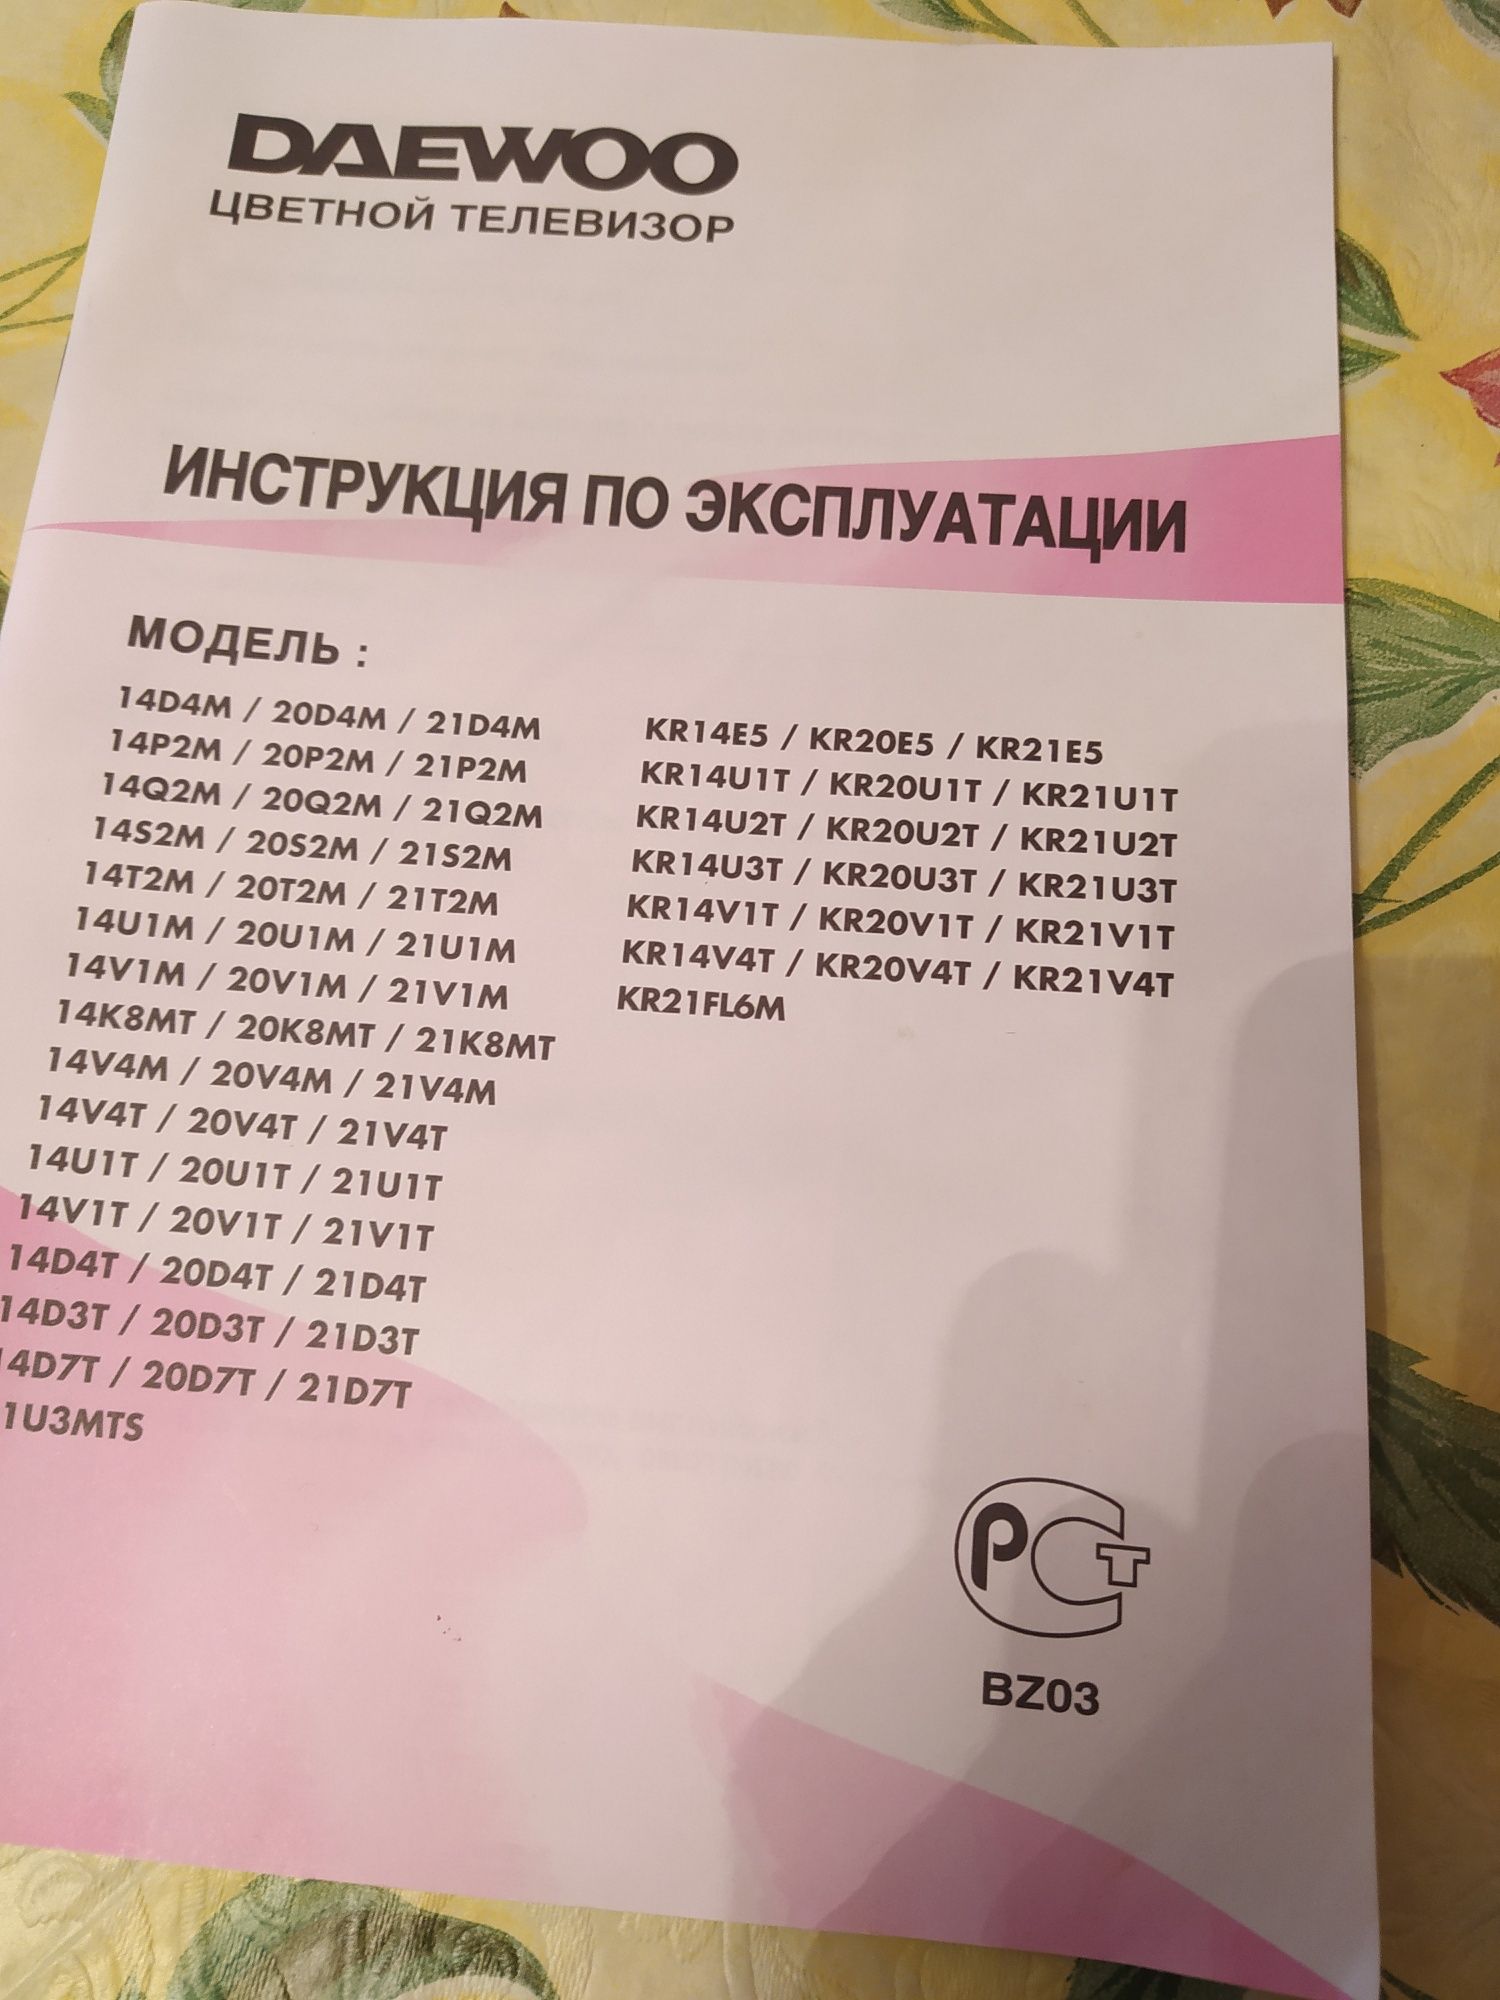 DAEWOO
ЦВЕТНОЙ ТЕЛЕВИЗОР
ИНСТРУКЦИЯ ПО ЭКСПЛУАТАЦИИ
МОДЕЛЬ :
14D4M / 20D4M / 21D4M
14P2M / 20P2M / 21P2M
14Q2M / 20Q2M / 21Q2M
14S2M / 20S2M / 21S2M
14T2M / 20T2M / 21T2M
14U1M / 20U1M / 21U1M
14V1M / 20V1M / 21V1M
14K8MT / 20K8MT / 21K8MT
14V4M / 20V4M / 21V4M
14V4T / 20V4T / 21V4T
14U1T / 20U1T / 21U1T
14V1T / 20V1T / 21V1T
14D4T / 20D4T / 21D4T
14D3T / 20D3T / 21D3T
14D7T / 20D7T / 21D7T
1U3MTS
KR14E5 / KR20E5 / KR21E5
KR14U1T / KR20U1T / KR21U1T
KR14U2T / KR20U2T / KR21U2T
KR14U3T / KR20U3T / KR21U3T
KR14V1T / KR20V1T / KR21V1T
KR14V4T / KR20V4T / KR21V4T
KR21FL6M
РСТ
BZ03